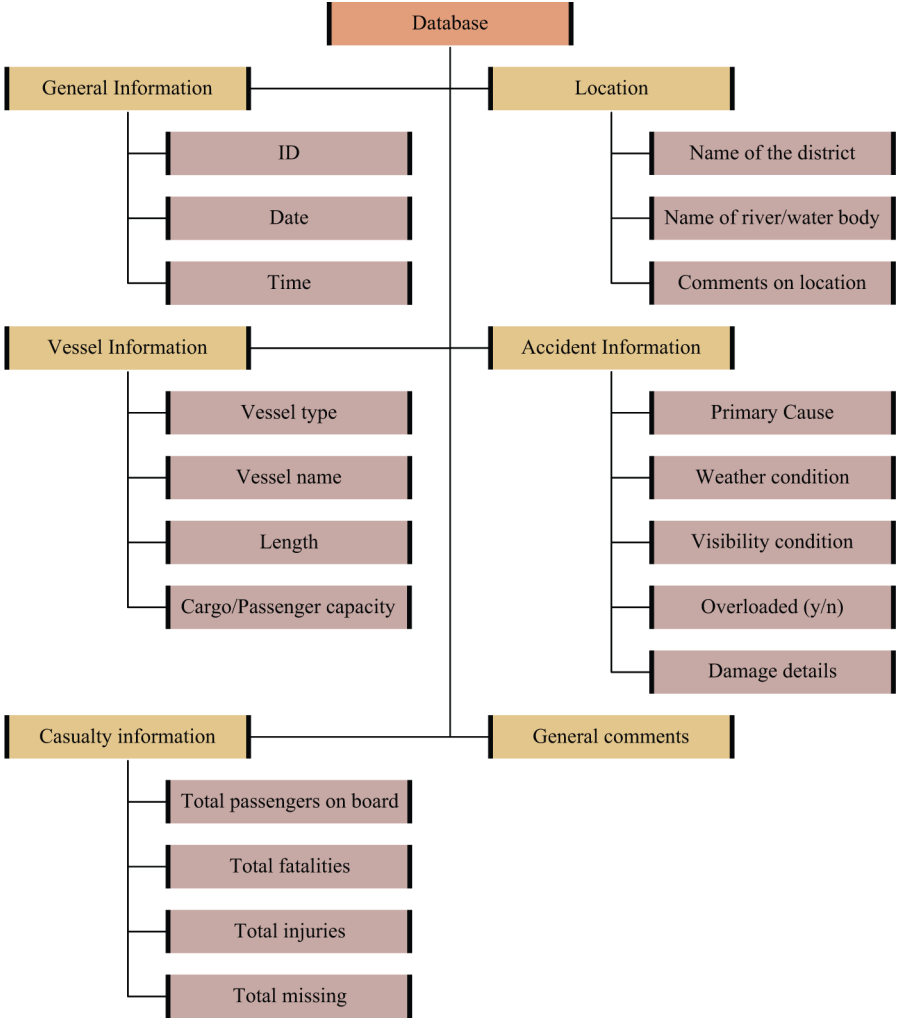 Database
General Information
ID
Date
Time
Location
Name of the district
Name of river/water body
Comments on location
Vessel Information
Vessel type
Vessel name
Length
Cargo/Passenger capacity
Accident Information
Primary Cause
Weather condition
Visibility condition
Overloaded (y/n)
Damage details
Casualty information
Total passengers on board
Total fatalities
Total injuries
Total missing
General comments